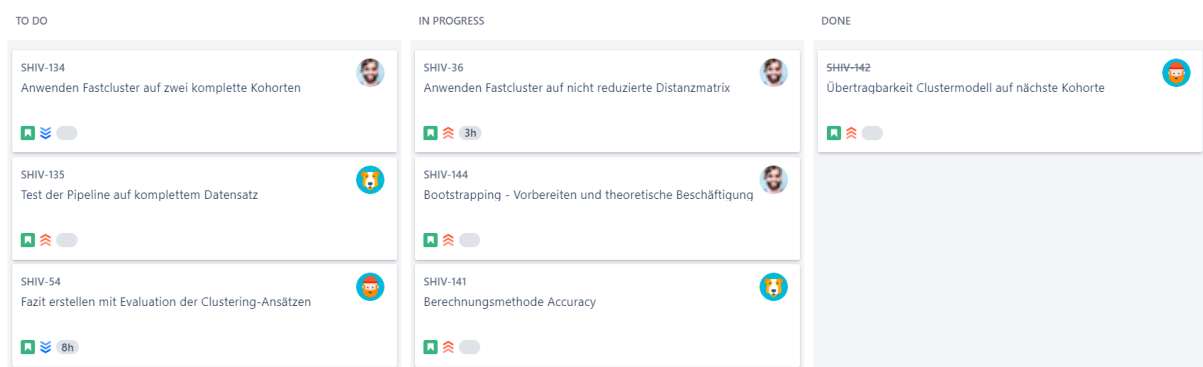 TO DO
SHIV-134
Anwenden Fastcluster auf zwei komplette Kohorten
SHIV-135
Test der Pipeline auf komplettem Datensatz
SHIV-54
Fazit erstellen mit Evaluation der Clustering-Ansätzen
8h
IN PROGRESS
SHIV-36
Anwenden Fastcluster auf nicht reduzierte Distanzmatrix
3h
SHIV-144
Bootstrapping - Vorbereiten und theoretische Beschäftigung
SHIV-141
Berechnungsmethode Accuracy
DONE
SHIV-142
Übertragbarkeit Clustermodell auf nächste Kohorte